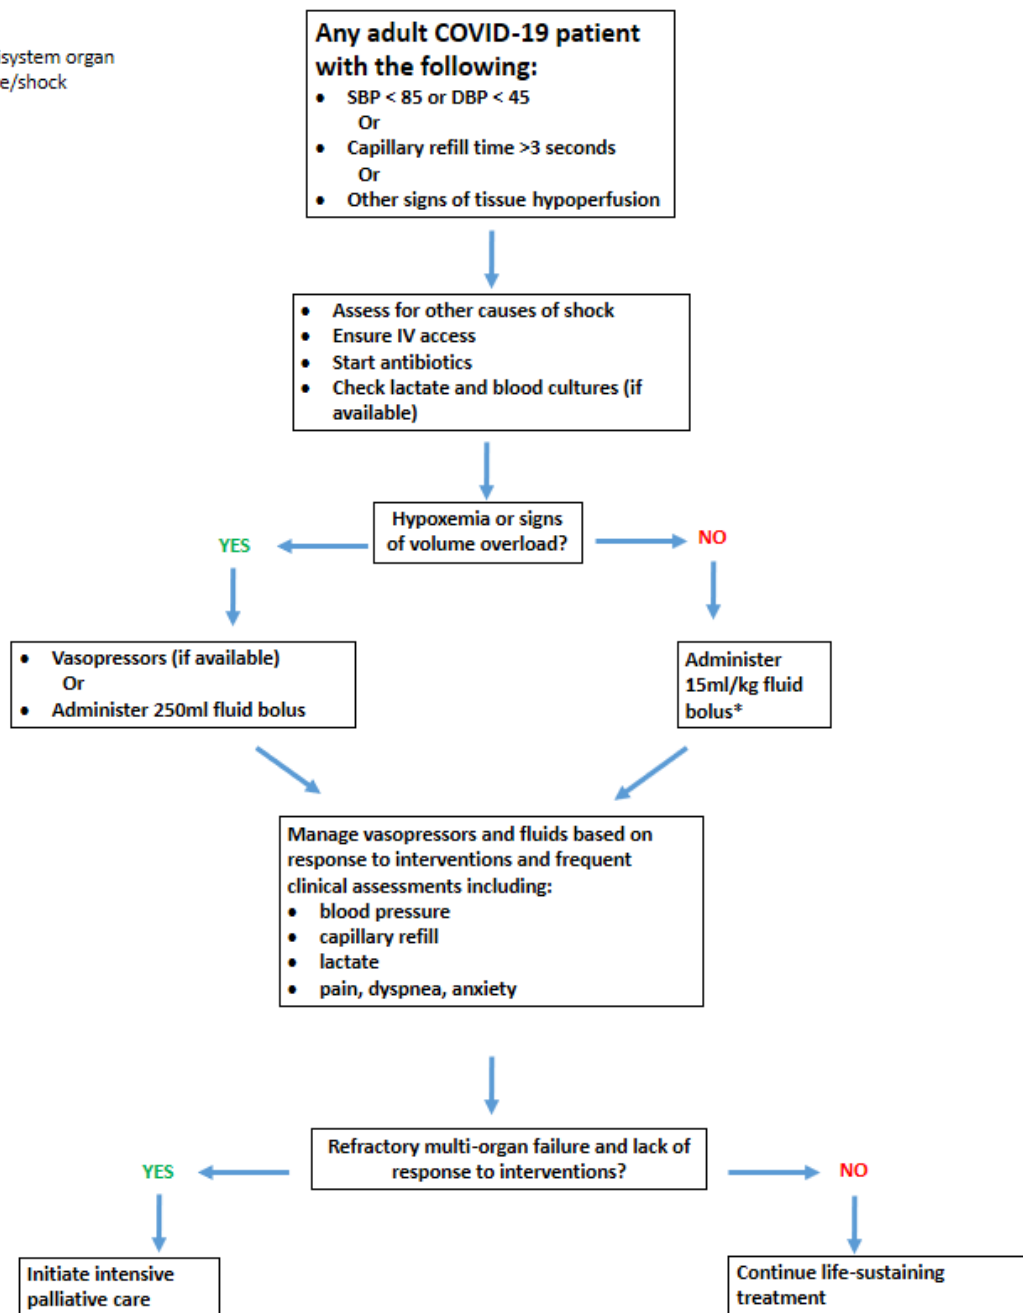 isystem organ
e/shock
Any adult COVID-19 patient
with the following:
• SBP < 85 or DBP < 45
Or
• Capillary refill time >3 seconds
Or
• Other signs of tissue hypoperfusion
• Assess for other causes of shock
• Ensure IV access
• Start antibiotics
• Check lactate and blood cultures (if
available)
Hypoxemia or signs
of volume overload?
YES
NO
• Vasopressors (if available)
Or
• Administer 250ml fluid bolus
Administer
15ml/kg fluid
bolus*
Manage vasopressors and fluids based on
response to interventions and frequent
clinical assessments including:
• blood pressure
• capillary refill
• lactate
• pain, dyspnea, anxiety
Refractory multi-organ failure and lack of
response to interventions?
YES
NO
Initiate intensive
palliative care
Continue life-sustaining
treatment